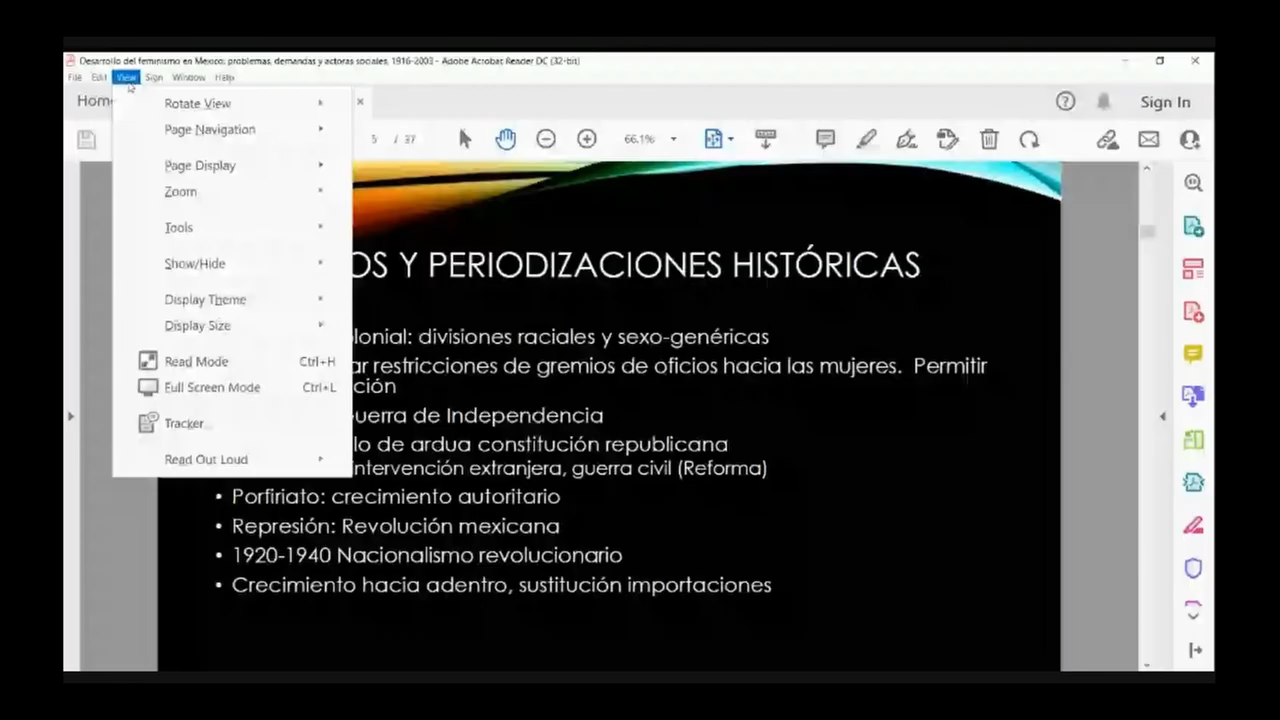 Desarrollo del feminismo en Mexico: problemas, demandas y actoras sociales, 1916-2003 - Adobe Acrobat Reader DC (32-bit)
File Edit View Sign Window Help
Home
Sign In
5 / 37
66.1%
Rotate View
Page Navigation
Page Display
Zoom
Tools
Show/Hide
Display Theme
Display Size
Read Mode Ctrl+H
Full Screen Mode Ctrl+L
Tracker...
Read Out Loud
OS Y PERIODIZACIONES HISTÓRICAS
lonial: divisiones raciales y sexo-genéricas
ar restricciones de gremios de oficios hacia las mujeres. Permitir
ción
uerra de Independencia
lo de ardua constitución republicana
intervención extranjera, guerra civil (Reforma)
• Porfiriato: crecimiento autoritario
• Represión: Revolución mexicana
• 1920-1940 Nacionalismo revolucionario
• Crecimiento hacia adentro, sustitución importaciones